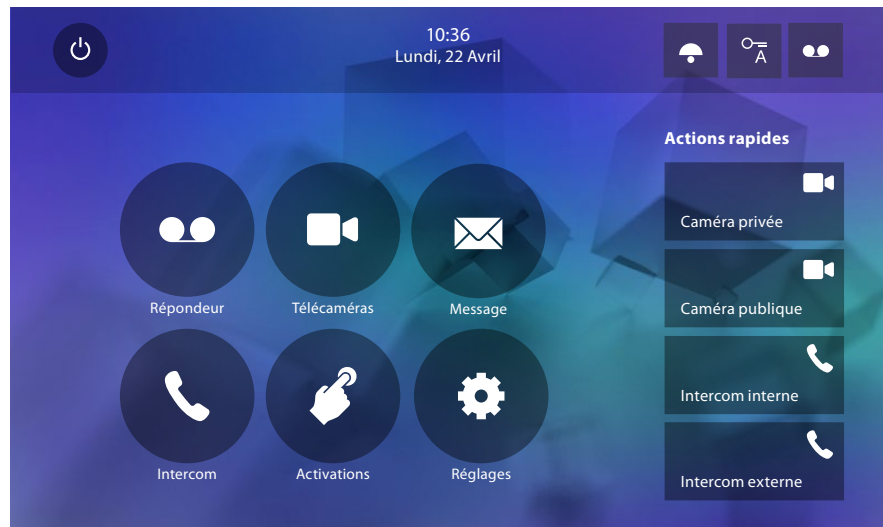 10:36
Lundi, 22 Avril
A
Actions rapides
Caméra privée
Caméra publique
Intercom interne
Intercom externe
Répondeur
Télécaméras
Message
Intercom
Activations
Réglages